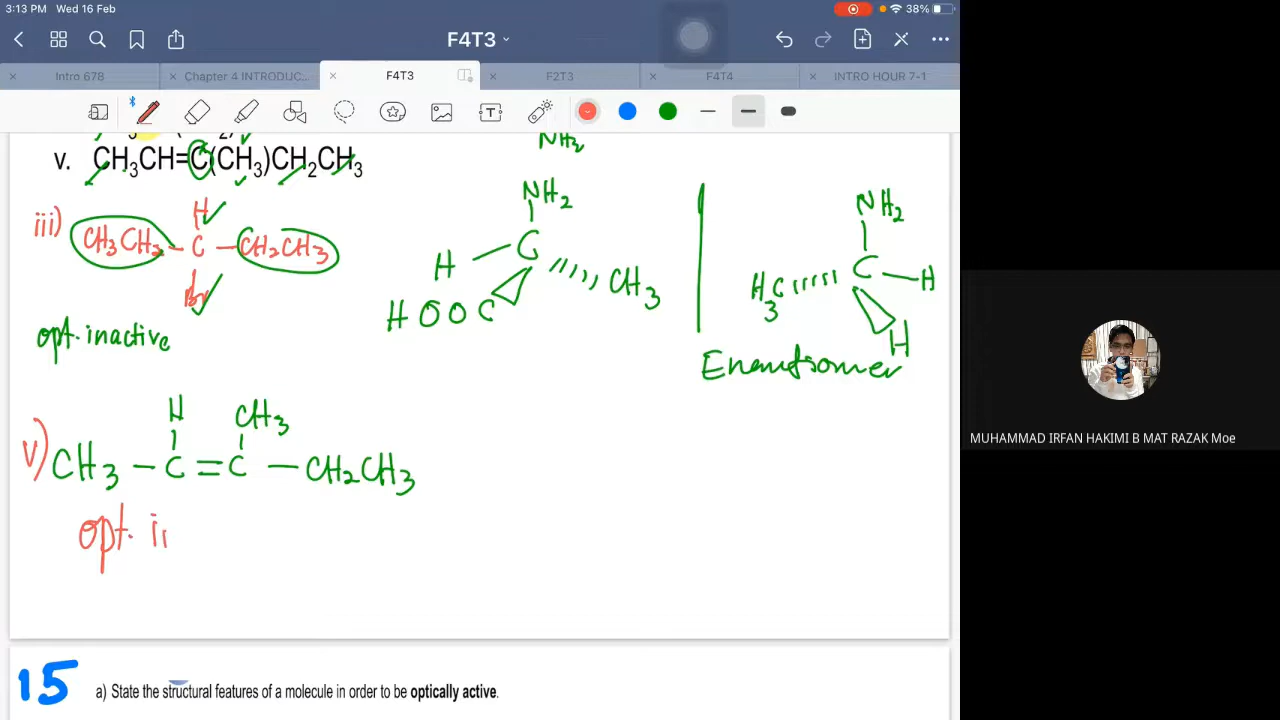 3:13 PM Wed 16 Feb
38%
F4T3
Intro 678
Chapter 4 INTRODUC...
F4T3
F2T3
F4T4
INTRO HOUR 7-1
NH2
v. CH3CH=C(CH3)CH2CH3
iii)
H
CH3CH2 - C - CH2CH3
Br
opt. inactive
NH2
C
H
HOOC
CH3
NH2
C
H3C
H
H
Enantiomer
v)
H
CH3
CH3 - C = C - CH2CH3
opt.
MUHAMMAD IRFAN HAKIMI B MAT RAZAK Moe
15
a) State the structural features of a molecule in order to be optically active.